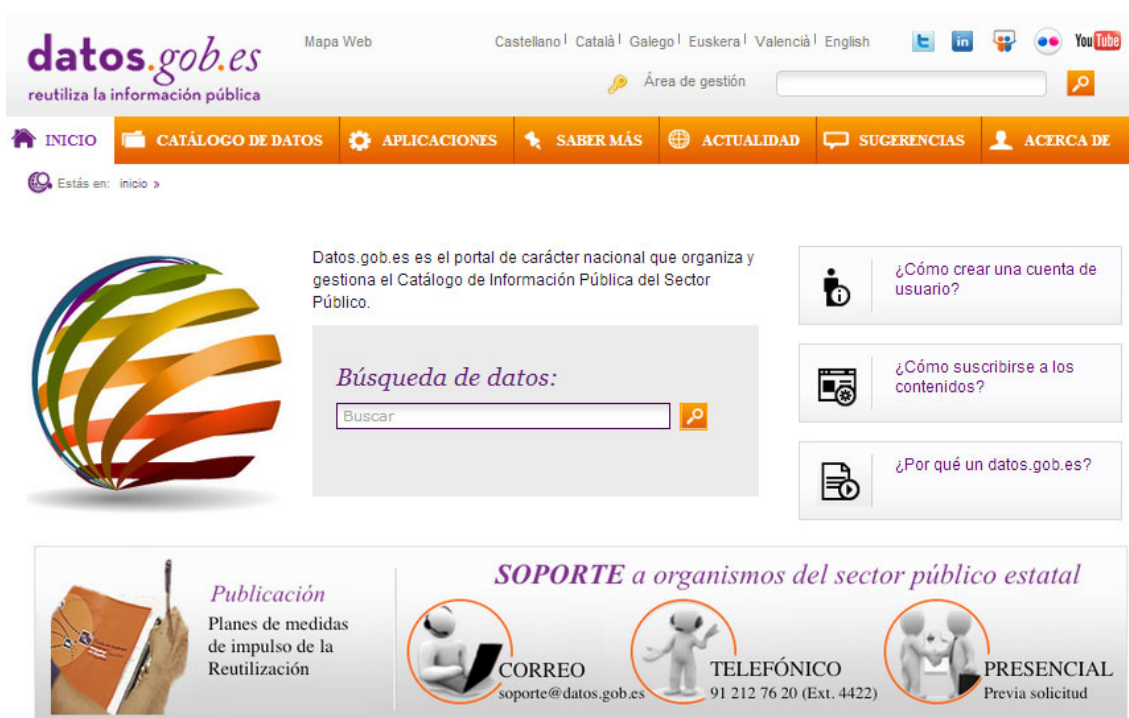 datos.gob.es
reutiliza la información pública
Mapa Web
Castellano Català Galego Euskera Valencià English
in
You Tube
Área de gestión
INICIO
CATÁLOGO DE DATOS
APLICACIONES
SABER MÁS
ACTUALIDAD
SUGERENCIAS
ACERCA DE
Estás en: inicio »
Datos.gob.es es el portal de carácter nacional que organiza y
gestiona el Catálogo de Información Pública del Sector
Público.
Búsqueda de datos:
Buscar
¿Cómo crear una cuenta de
usuario?
¿Cómo suscribirse a los
contenidos?
¿Por qué un datos.gob.es?
Publicación
Planes de medidas
de impulso de la
Reutilización
SOPORTE a organismos del sector público estatal
CORREO
soporte@datos.gob.es
TELEFÓNICO
91 212 76 20 (Ext. 4422)
PRESENCIAL
Previa solicitud